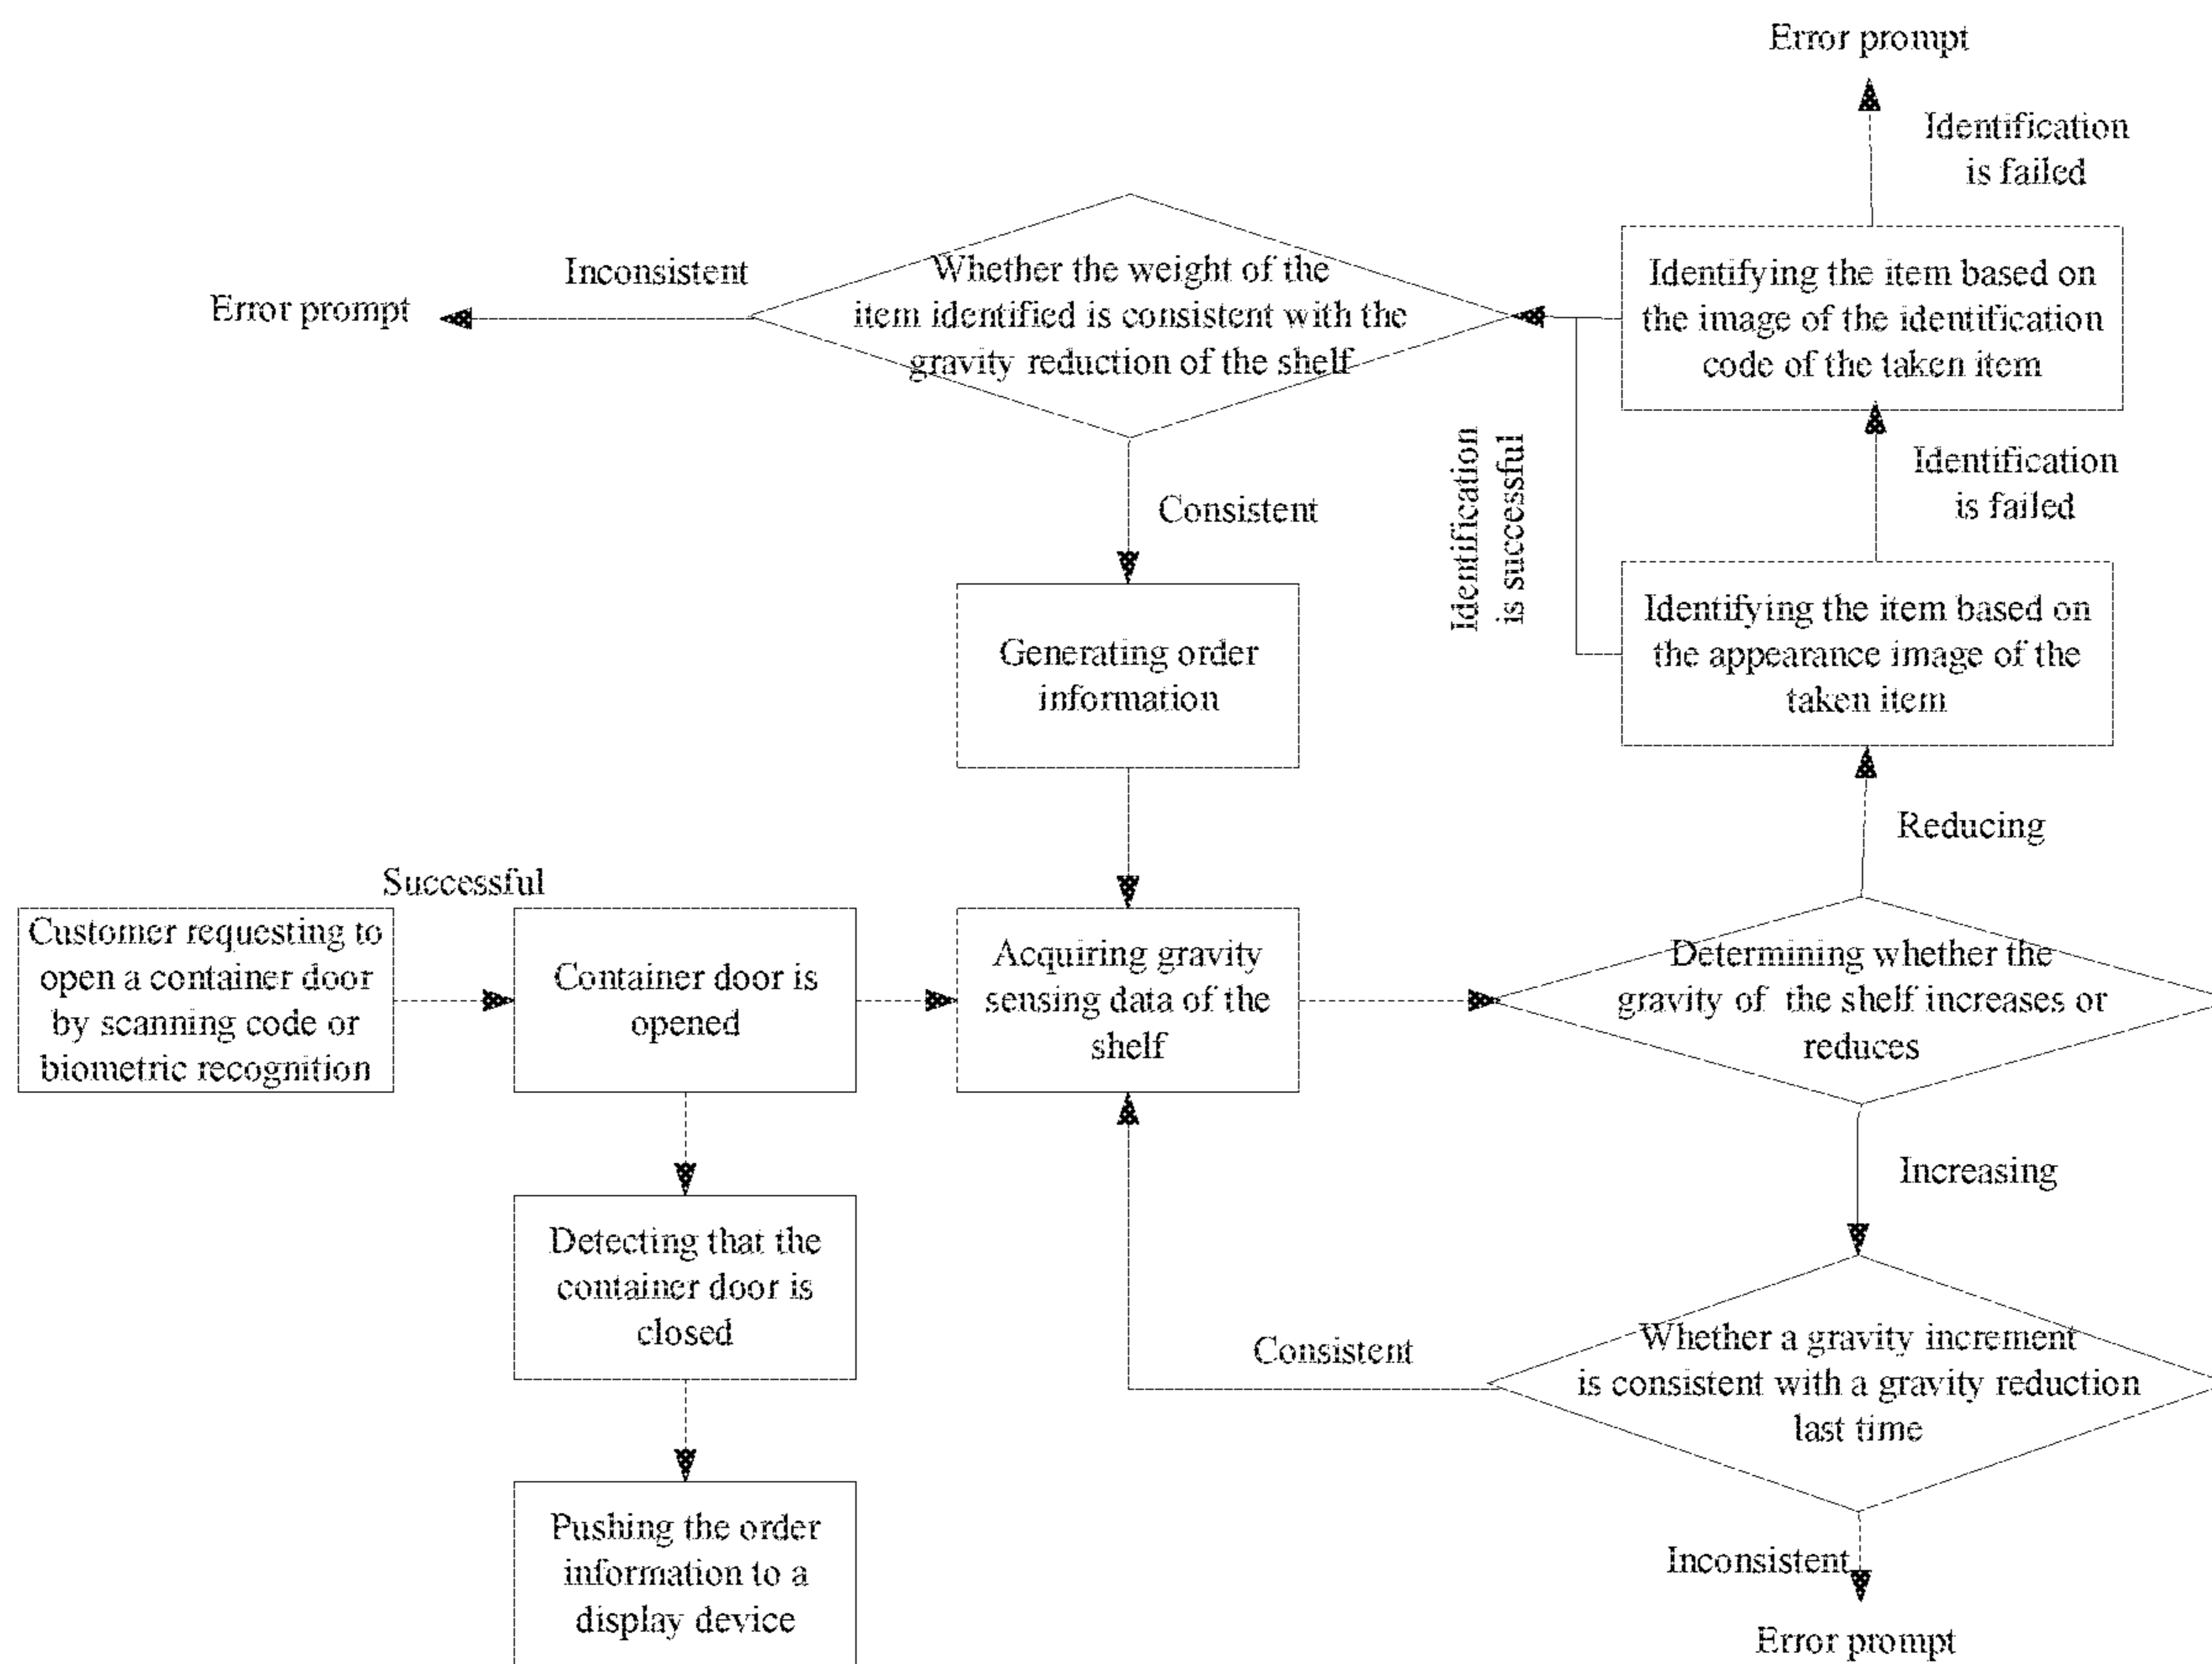 Error prompt
Identification
is failed
Inconsistent
Error prompt
Whether the weight of the
item identified is consistent with the
gravity reduction of the shelf
Identifying the item based on
the image of the identification
code of the taken item
Identification
is successful
Identification
is failed
Consistent
Generating order
information
Identifying the item based on
the appearance image of the
taken item
Reducing
Successful
Customer requesting to
open a container door
by scanning code or
biometric recognition
Container door is
opened
Acquiring gravity
sensing data of the
shelf
Determining whether the
gravity of the shelf increases or
reduces
Increasing
Detecting that the
container door is
closed
Consistent
Whether a gravity increment
is consistent with a gravity reduction
last time
Pushing the order
information to a
display device
Inconsistent
Error prompt